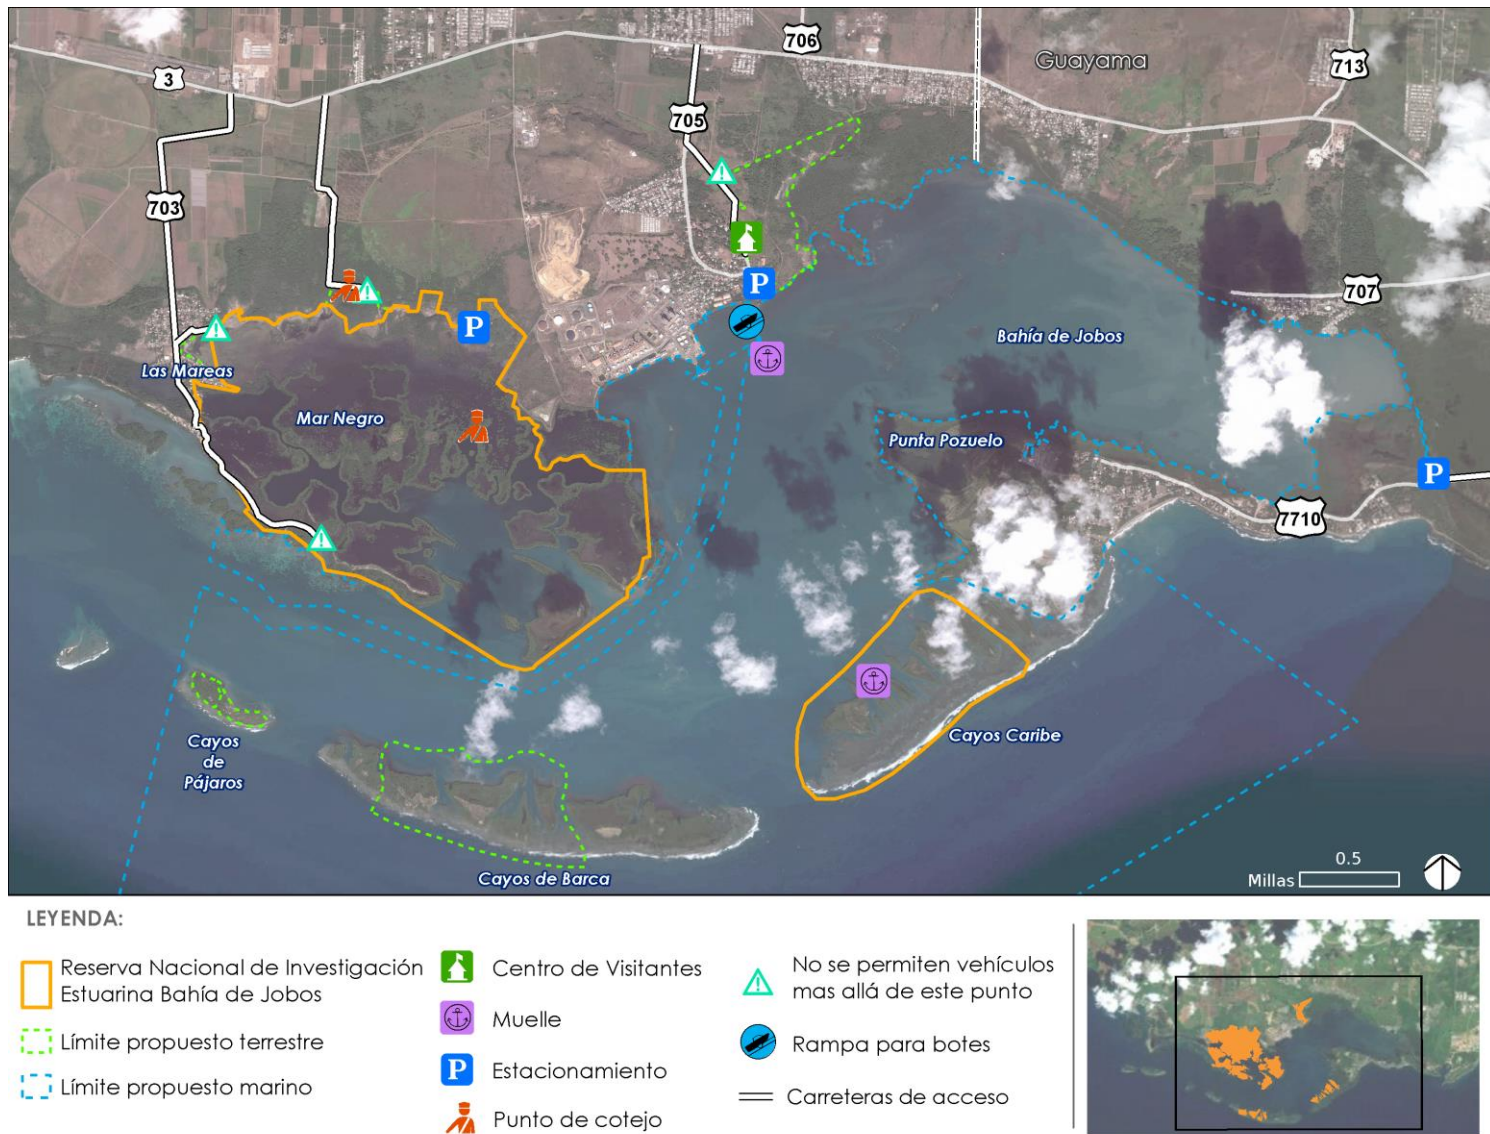 706
Guayama
713
3
705
703
707
Bahía de Jobos
Las Mareas
Mar Negro
Punta Pozuelo
P
P
P
7710
Cayos
de
Pájaros
Cayos Caribe
Cayos de Barca
0.5
Millas
LEYENDA:
Reserva Nacional de Investigación
Estuarina Bahía de Jobos
Límite propuesto terrestre
Límite propuesto marino
Centro de Visitantes
Muelle
P Estacionamiento
Punto de cotejo
No se permiten vehículos
mas allá de este punto
Rampa para botes
Carreteras de acceso